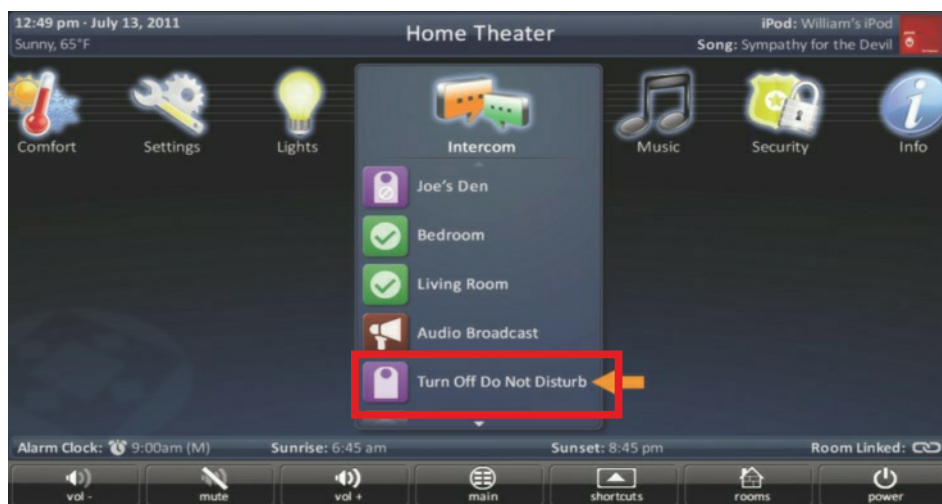 12:49 pm · July 13, 2011
Sunny, 65°F
Home Theater
iPod: William's iPod
Song: Sympathy for the Devil
Comfort
Settings
Lights
Intercom
Music
Security
Info
Joe's Den
Bedroom
Living Room
Audio Broadcast
Turn Off Do Not Disturb
Alarm Clock: 9:00am (M)
Sunrise: 6:45 am
Sunset: 8:45 pm
Room Linked:
vol -
mute
vol +
main
shortcuts
rooms
power